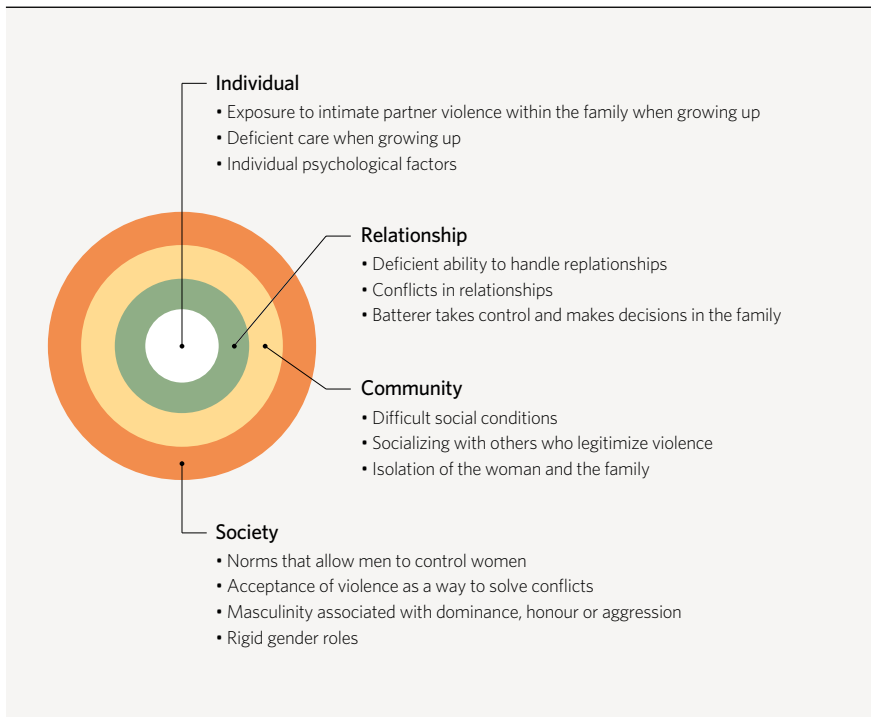 Individual
• Exposure to intimate partner violence within the family when growing up
• Deficient care when growing up
• Individual psychological factors
Relationship
• Deficient ability to handle replationships
• Conflicts in relationships
• Batterer takes control and makes decisions in the family
Community
• Difficult social conditions
• Socializing with others who legitimize violence
• Isolation of the woman and the family
Society
• Norms that allow men to control women
• Acceptance of violence as a way to solve conflicts
• Masculinity associated with dominance, honour or aggression
• Rigid gender roles